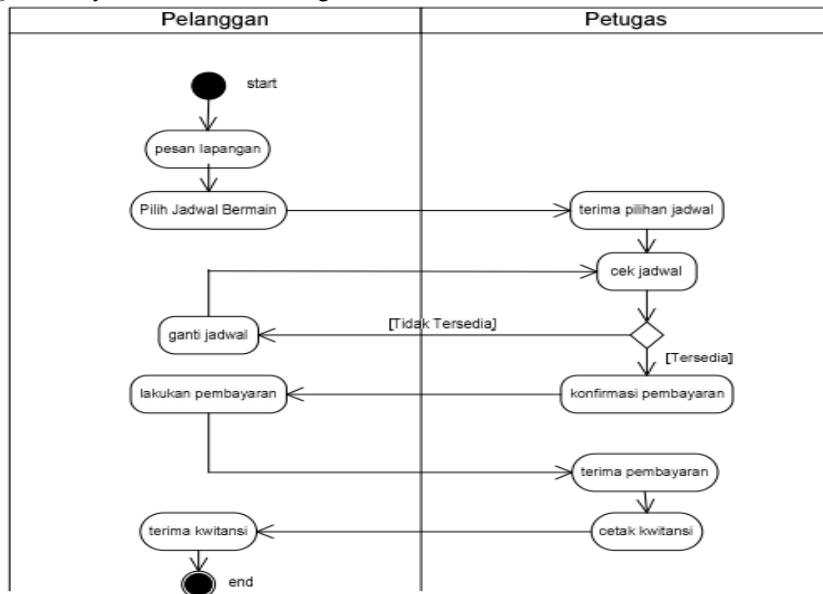 Pelanggan
Petugas
start
pesan lapangan
Pilih Jadwal Bermain
terima pilihan jadwal
cek jadwal
[Tidak Tersedia]
ganti jadwal
[Tersedia]
lakukan pembayaran
konfirmasi pembayaran
terima pembayaran
terima kwitansi
cetak kwitansi
end